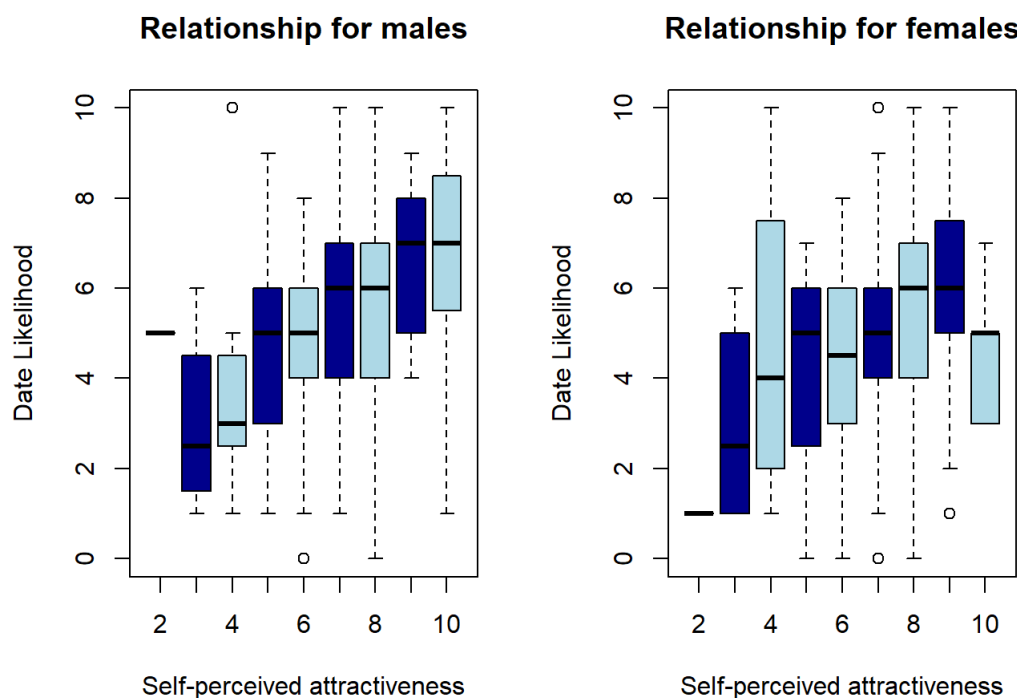 Relationship for males
Date Likelihood
10
8
6
4
2
0
2 4 6 8 10
Self-perceived attractiveness
Relationship for females
Date Likelihood
10
8
6
4
2
0
2 4 6 8 10
Self-perceived attractiveness